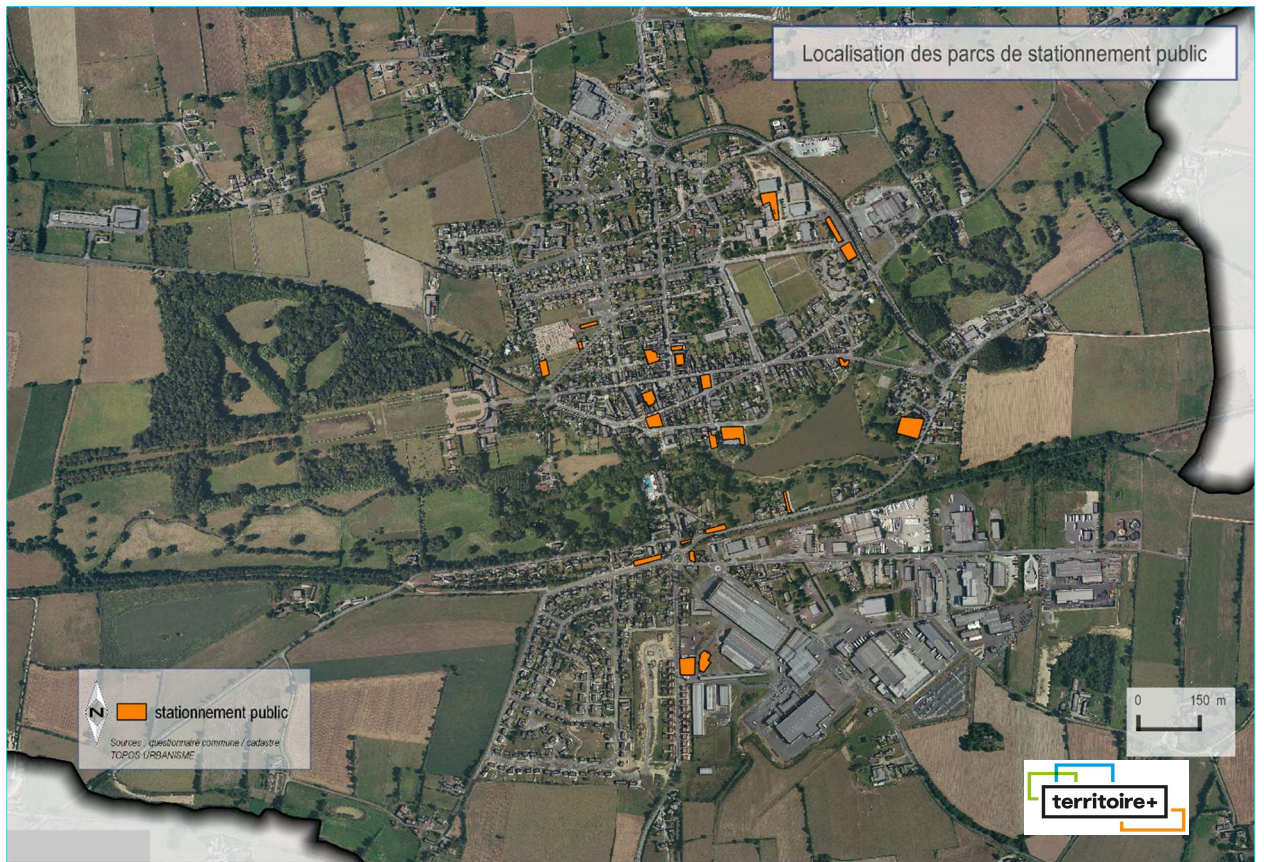 Localisation des parcs de stationnement public
N
stationnement public
Sources : questionnaire commune / cadastre
TOPOS URBANISME
0 150 m
territoire+